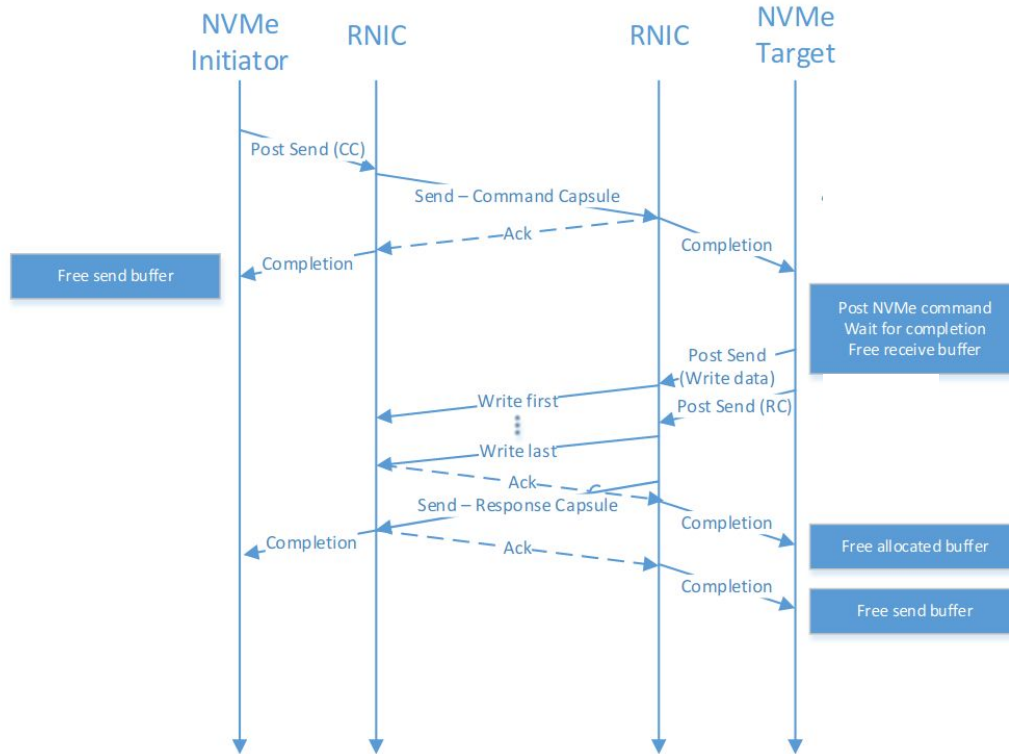 NVMe
Initiator
RNIC
RNIC
NVMe
Target
Post Send (CC)
Send – Command Capsule
Ack
Completion
Completion
Free send buffer
Post NVMe command
Wait for completion
Free receive buffer
Post Send
(Write data)
Write first
Post Send (RC)
Write last
Ack
Send – Response Capsule
Completion
Completion
Free allocated buffer
Ack
Completion
Free send buffer